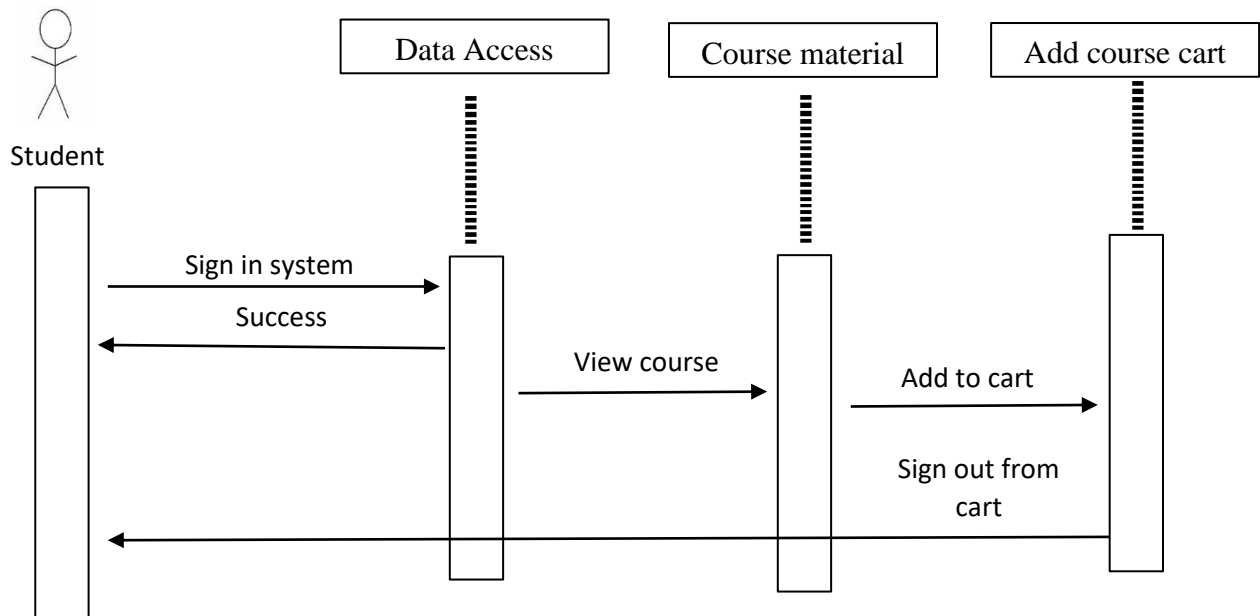 Data Access
Course material
Add course cart
Student
Sign in system
Success
View course
Add to cart
Sign out from
cart